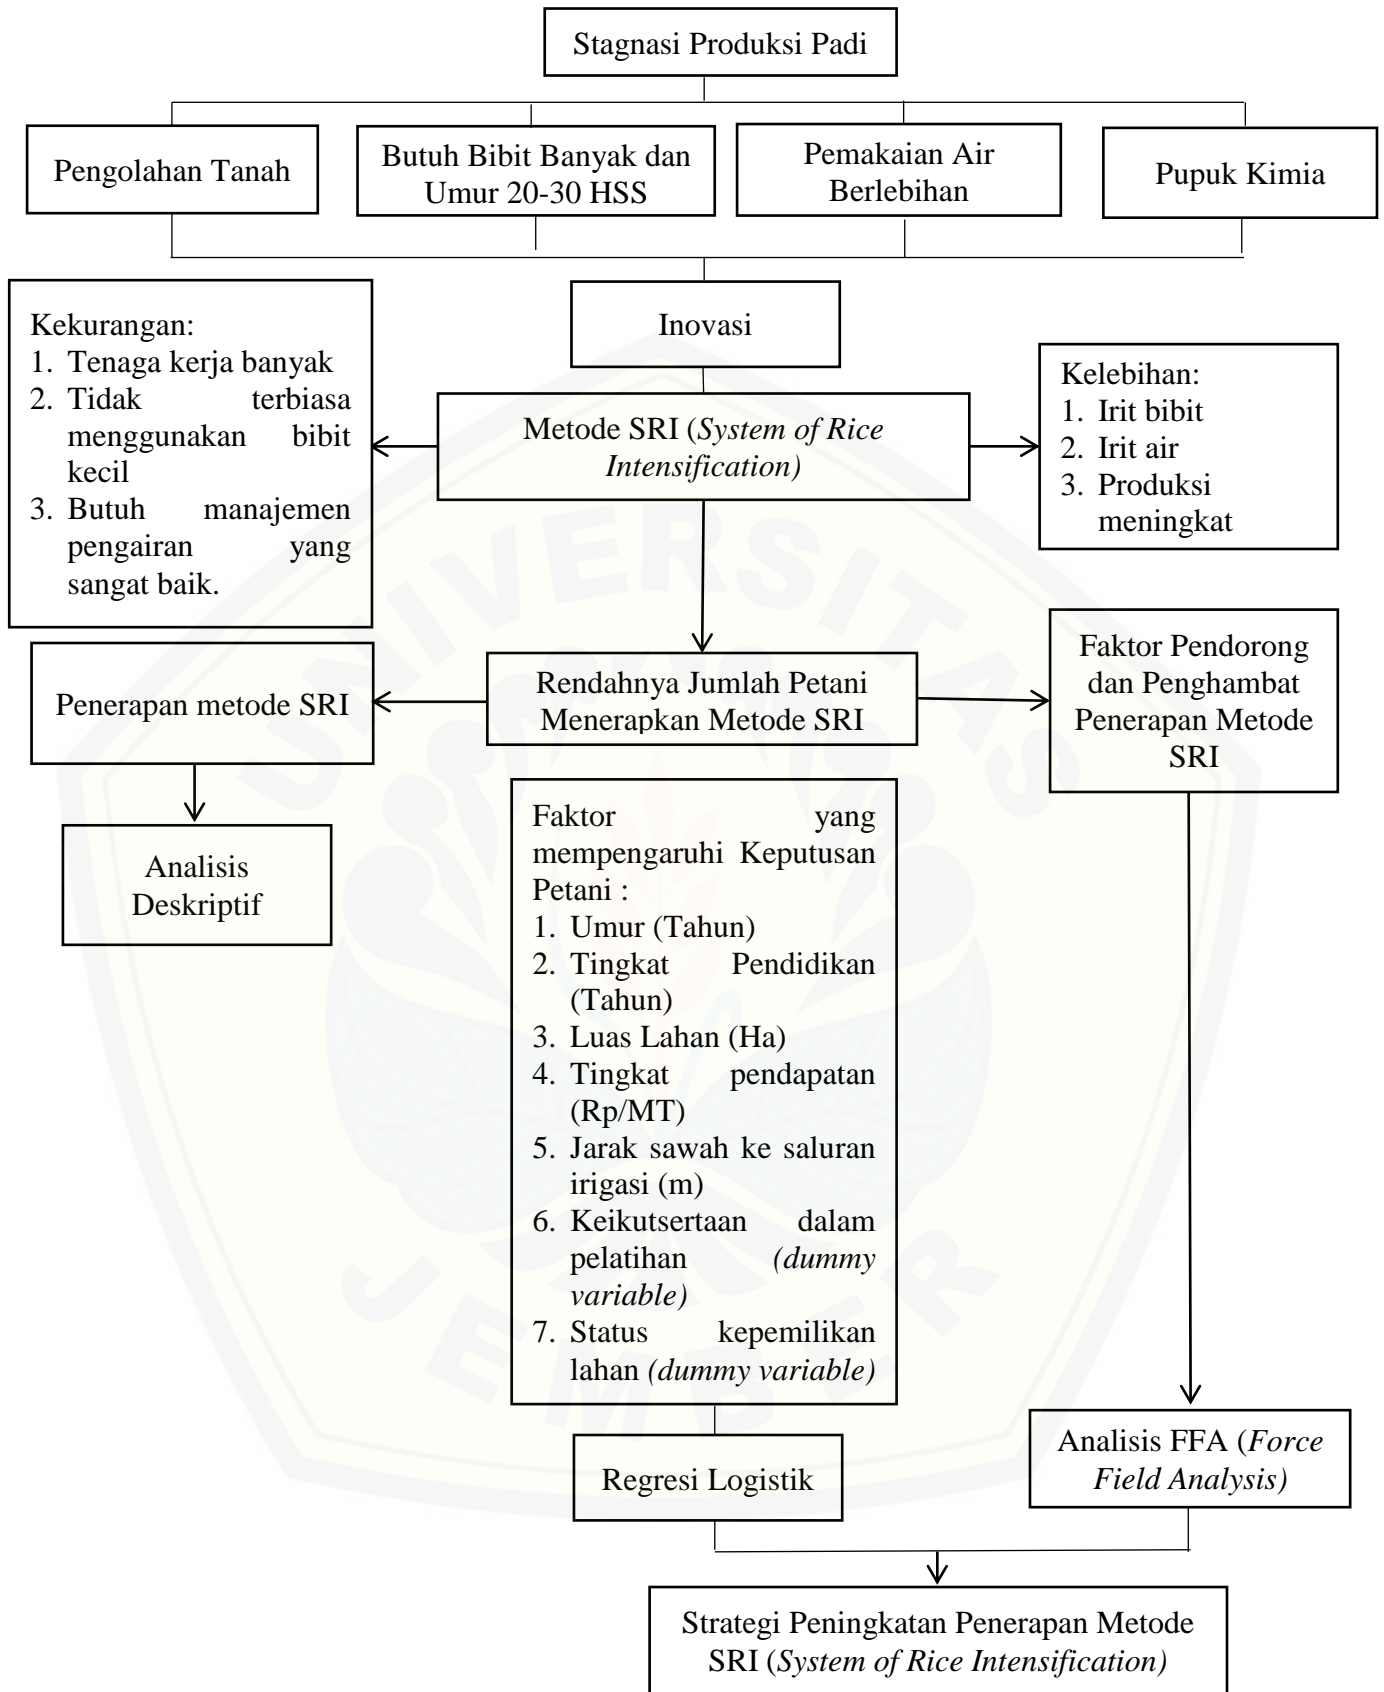 Stagnasi Produksi Padi
Pengolahan Tanah
Butuh Bibit Banyak dan
Umur 20-30 HSS
Pemakaian Air
Berlebihan
Pupuk Kimia
Kekurangan:
1. Tenaga kerja banyak
2. Tidak terbiasa
menggunakan bibit
kecil
3. Butuh manajemen
pengairan yang
sangat baik.
Inovasi
Metode SRI (System of Rice
Intensification)
Kelebihan:
1. Irit bibit
2. Irit air
3. Produksi
meningkat
Penerapan metode SRI
Rendahnya Jumlah Petani
Menerapkan Metode SRI
Faktor Pendorong
dan Penghambat
Penerapan Metode
SRI
Analisis
Deskriptif
Faktor yang
mempengaruhi Keputusan
Petani :
1. Umur (Tahun)
2. Tingkat Pendidikan
(Tahun)
3. Luas Lahan (Ha)
4. Tingkat pendapatan
(Rp/MT)
5. Jarak sawah ke saluran
irigasi (m)
6. Keikutsertaan dalam
pelatihan (dummy
variable)
7. Status kepemilikan
lahan (dummy variable)
Regresi Logistik
Analisis FFA (Force
Field Analysis)
Strategi Peningkatan Penerapan Metode
SRI (System of Rice Intensification)
UNIVERSITAS
JEMBER